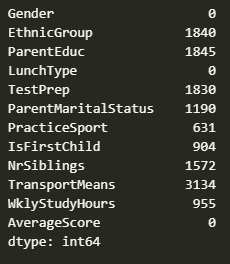 Gender 0
EthnicGroup 1840
ParentEduc 1845
LunchType 0
TestPrep 1830
ParentMaritalStatus 1190
PracticeSport 631
IsFirstChild 904
NrSiblings 1572
TransportMeans 3134
WklyStudyHours 955
AverageScore 0
dtype: int64